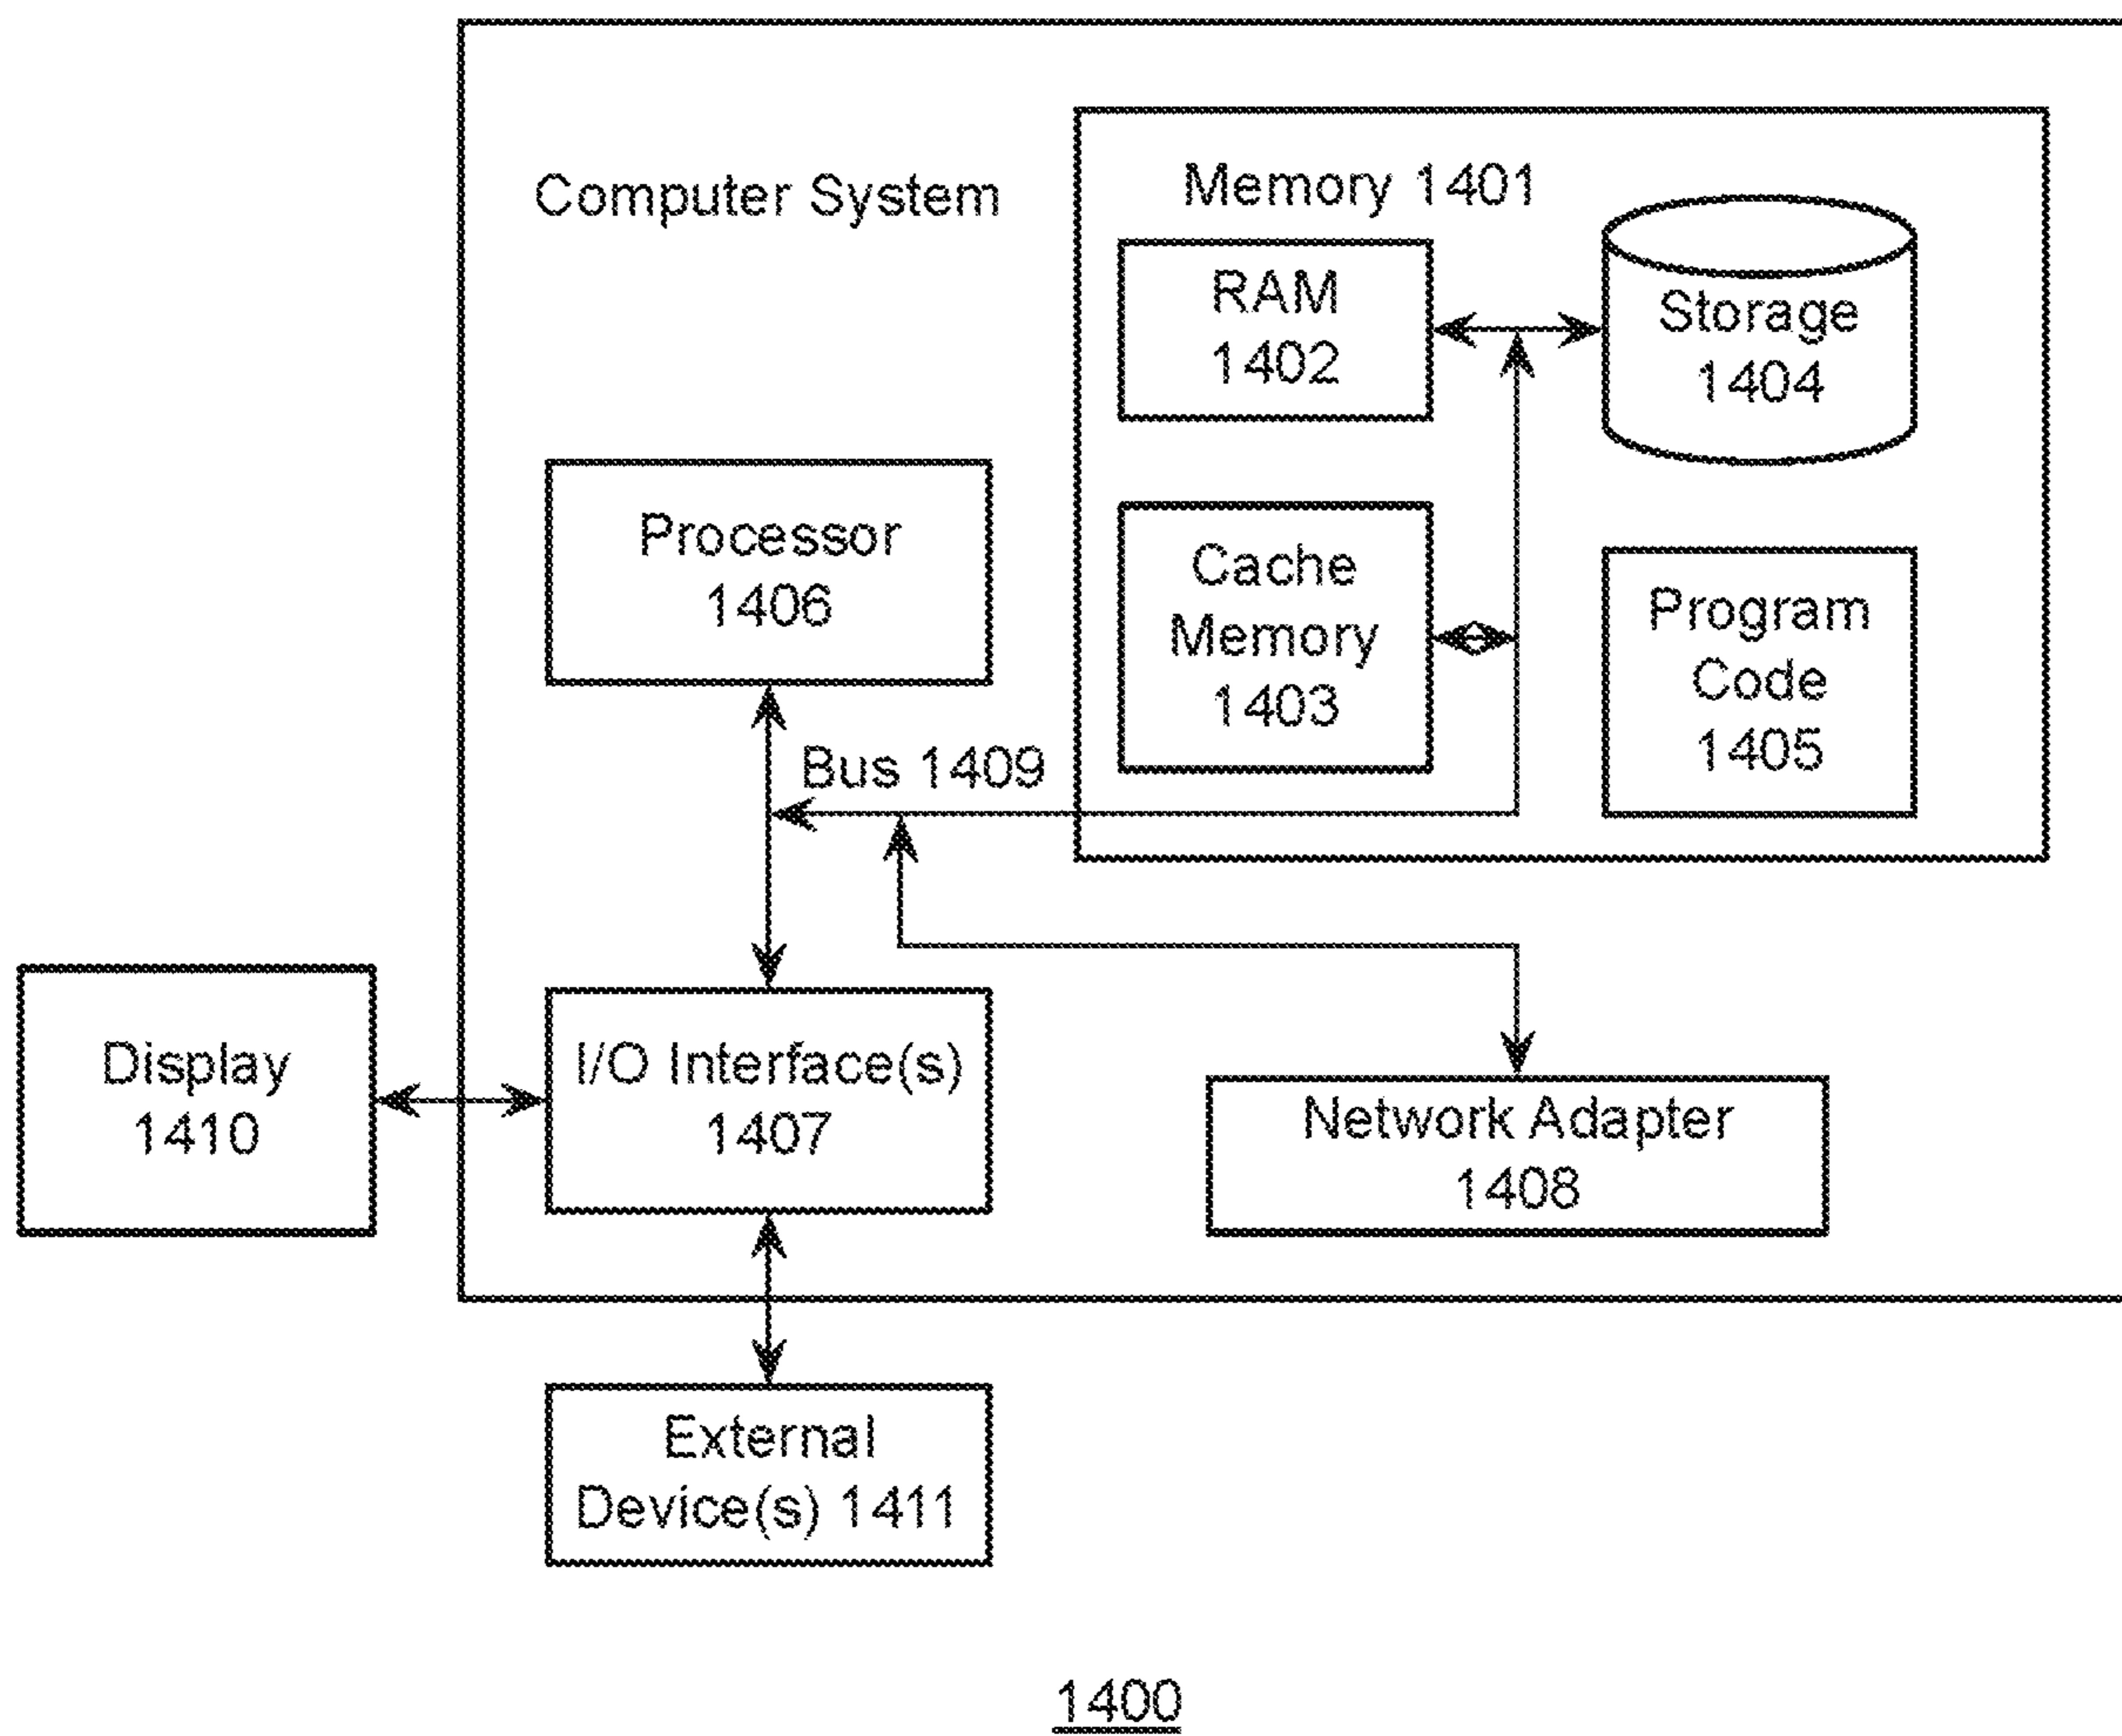 Computer System
Memory 1401
RAM
1402
Storage
1404
Processor
1406
Cache
Memory
1403
Program
Code
1405
Bus 1409
Display
1410
I/O Interface(s)
1407
Network Adapter
1408
External
Device(s) 1411
1400